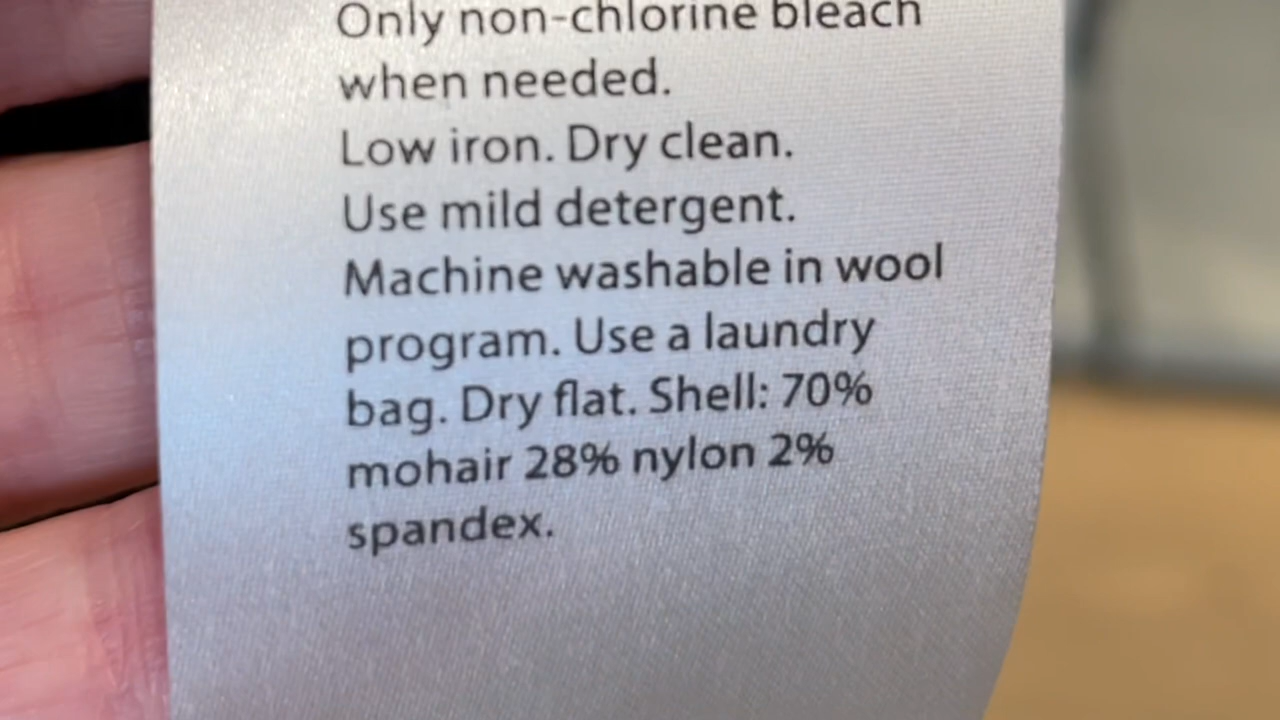 Only non-chlorine bleach
when needed.
Low iron. Dry clean.
Use mild detergent.
Machine washable in wool
program. Use a laundry
bag. Dry flat. Shell: 70%
mohair 28% nylon 2%
spandex.